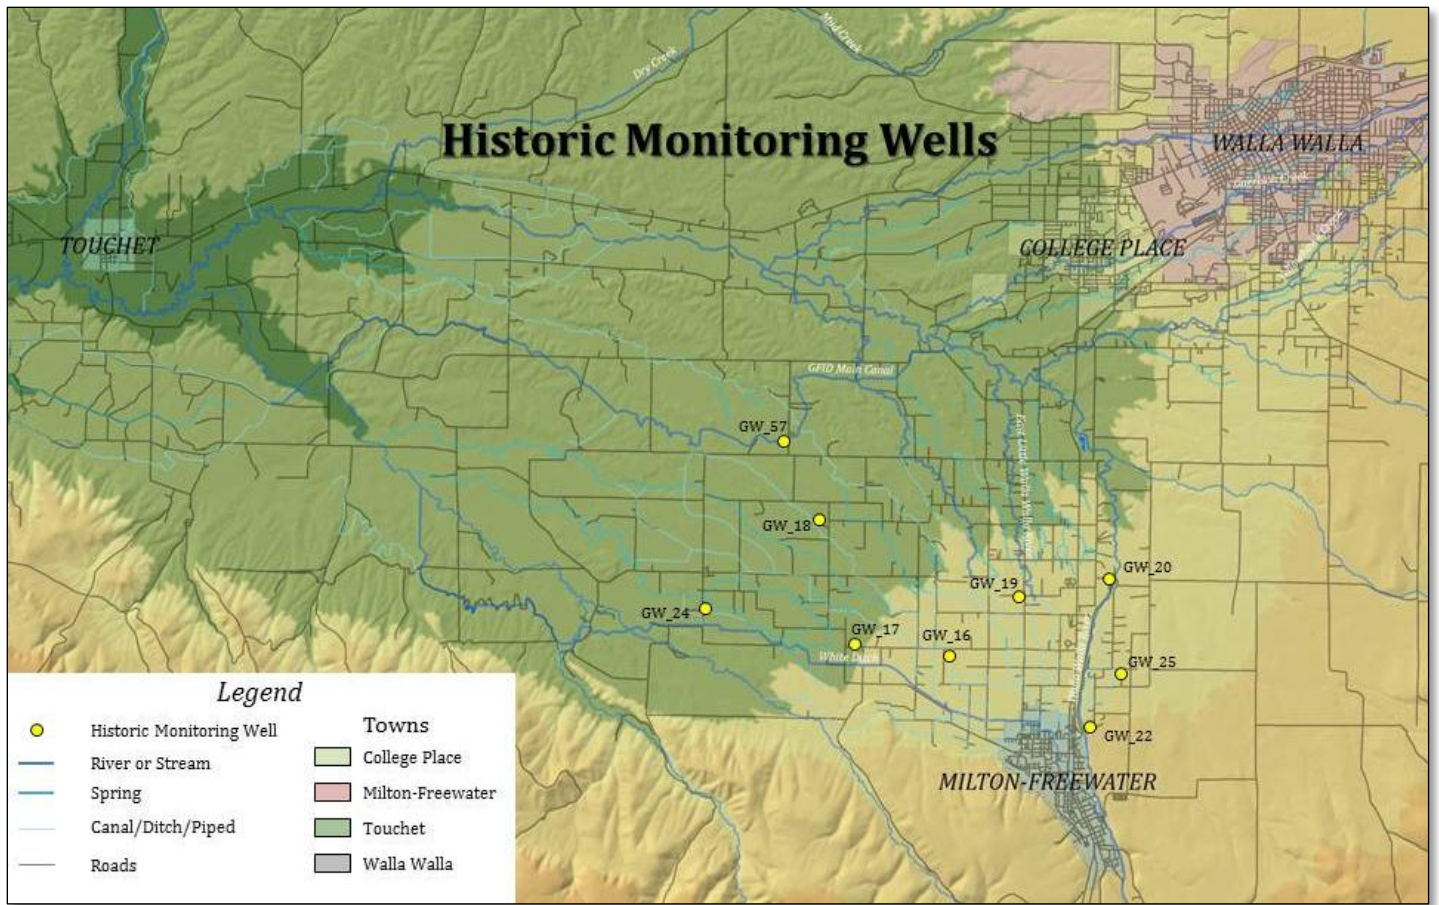 Dry Creek
Mud Creek
Historic Monitoring Wells
WALLA WALLA
TOUCHET
COLLEGE PLACE
GFID Main Canal
GW_57
GW_18
GW_19
GW_20
GW_24
GW_17
GW_16
White Ditch
GW_25
GW_22
MILTON-FREEWATER
Legend
Historic Monitoring Well
River or Stream
Spring
Canal/Ditch/Piped
Roads
Towns
College Place
Milton-Freewater
Touchet
Walla Walla